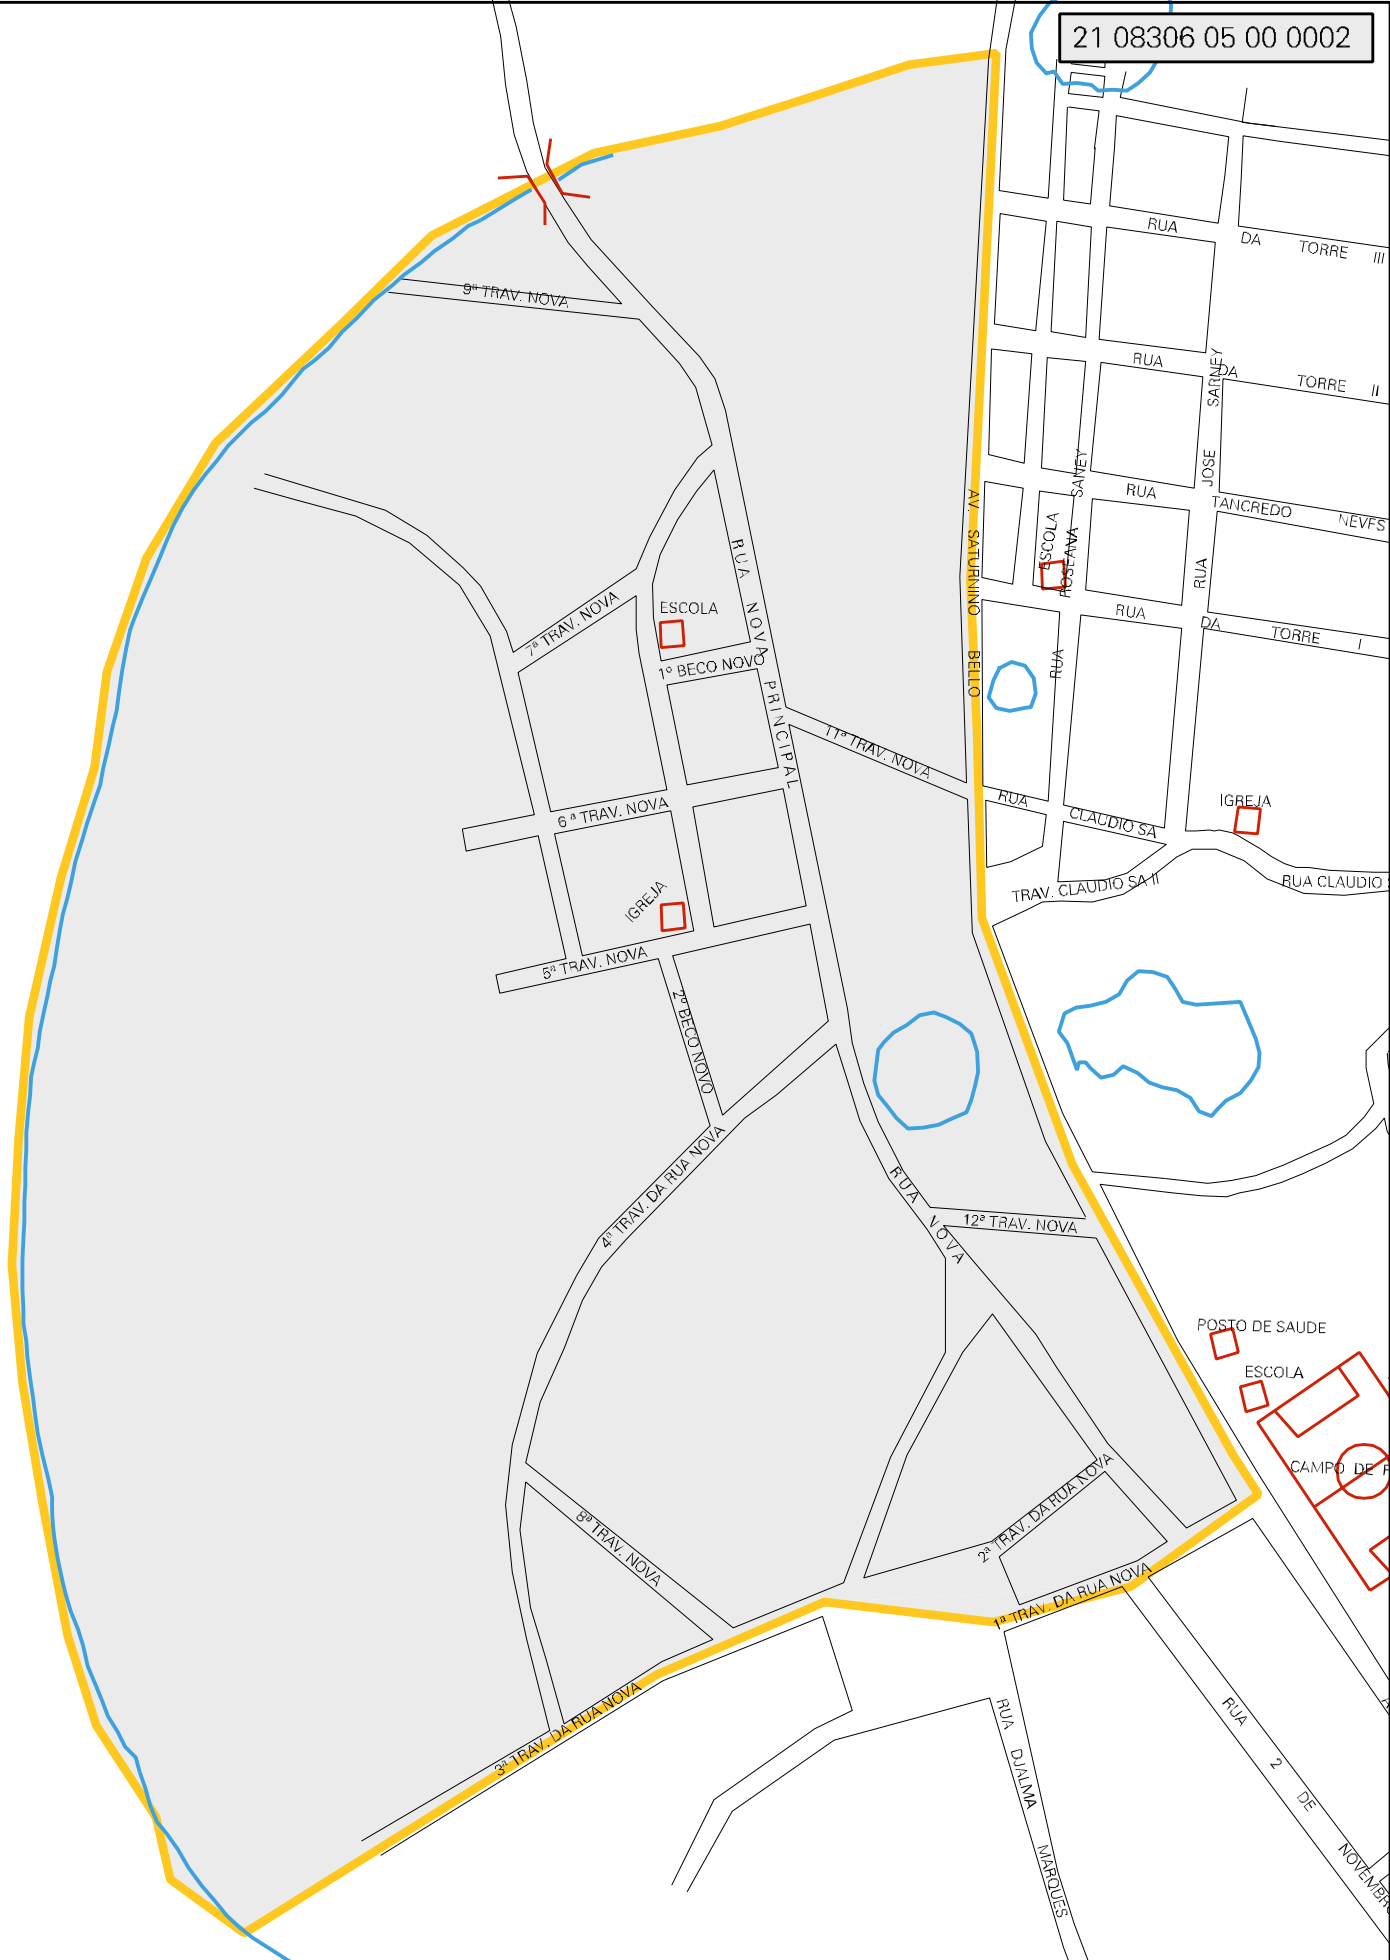 21 08306 05 00 0002
RUA DA TORRE III
9ª TRAV. NOVA
RUA DA TORRE II
RUA JOSE SARNEY
RUA TANCREDO NEVES
AV. SATURNINO BELLO
ESCOLA
RUA ROSEANA SANEY
RUA DA TORRE I
RUA NOVA PRINCIPAL
ESCOLA
7ª TRAV. NOVA
1º BECO NOVO
11ª TRAV. NOVA
RUA CLAUDIO SA
IGREJA
6ª TRAV. NOVA
TRAV. CLAUDIO SA II
RUA CLAUDIO
IGREJA
5ª TRAV. NOVA
2º BECO NOVO
4ª TRAV. DA RUA NOVA
RUA NOVA
12ª TRAV. NOVA
POSTO DE SAUDE
ESCOLA
CAMPO DE F
2ª TRAV. DA RUA NOVA
8ª TRAV. NOVA
1ª TRAV. DA RUA NOVA
3ª TRAV. DA RUA NOVA
RUA DJALMA MARQUES
RUA 2 DE NOVEMBRO